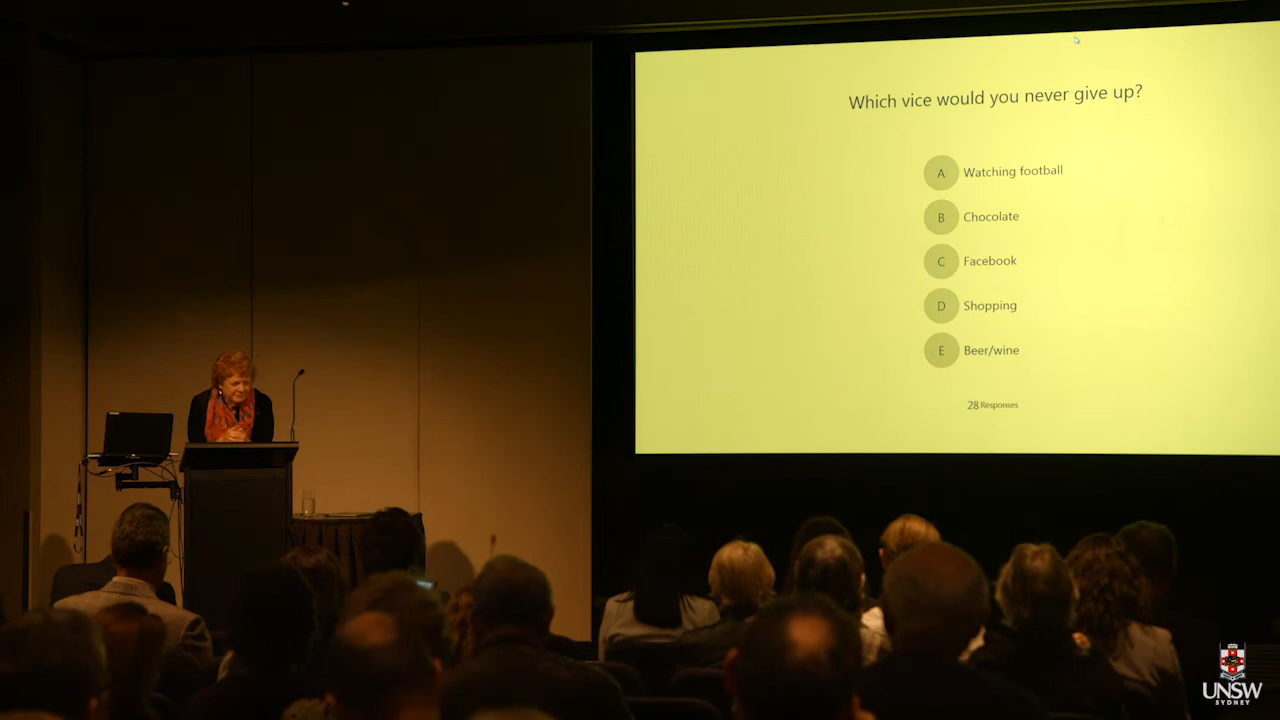 Which vice would you never give up?
A Watching football
B Chocolate
C Facebook
D Shopping
E Beer/wine
28 Responses
UNSW
SYDNEY